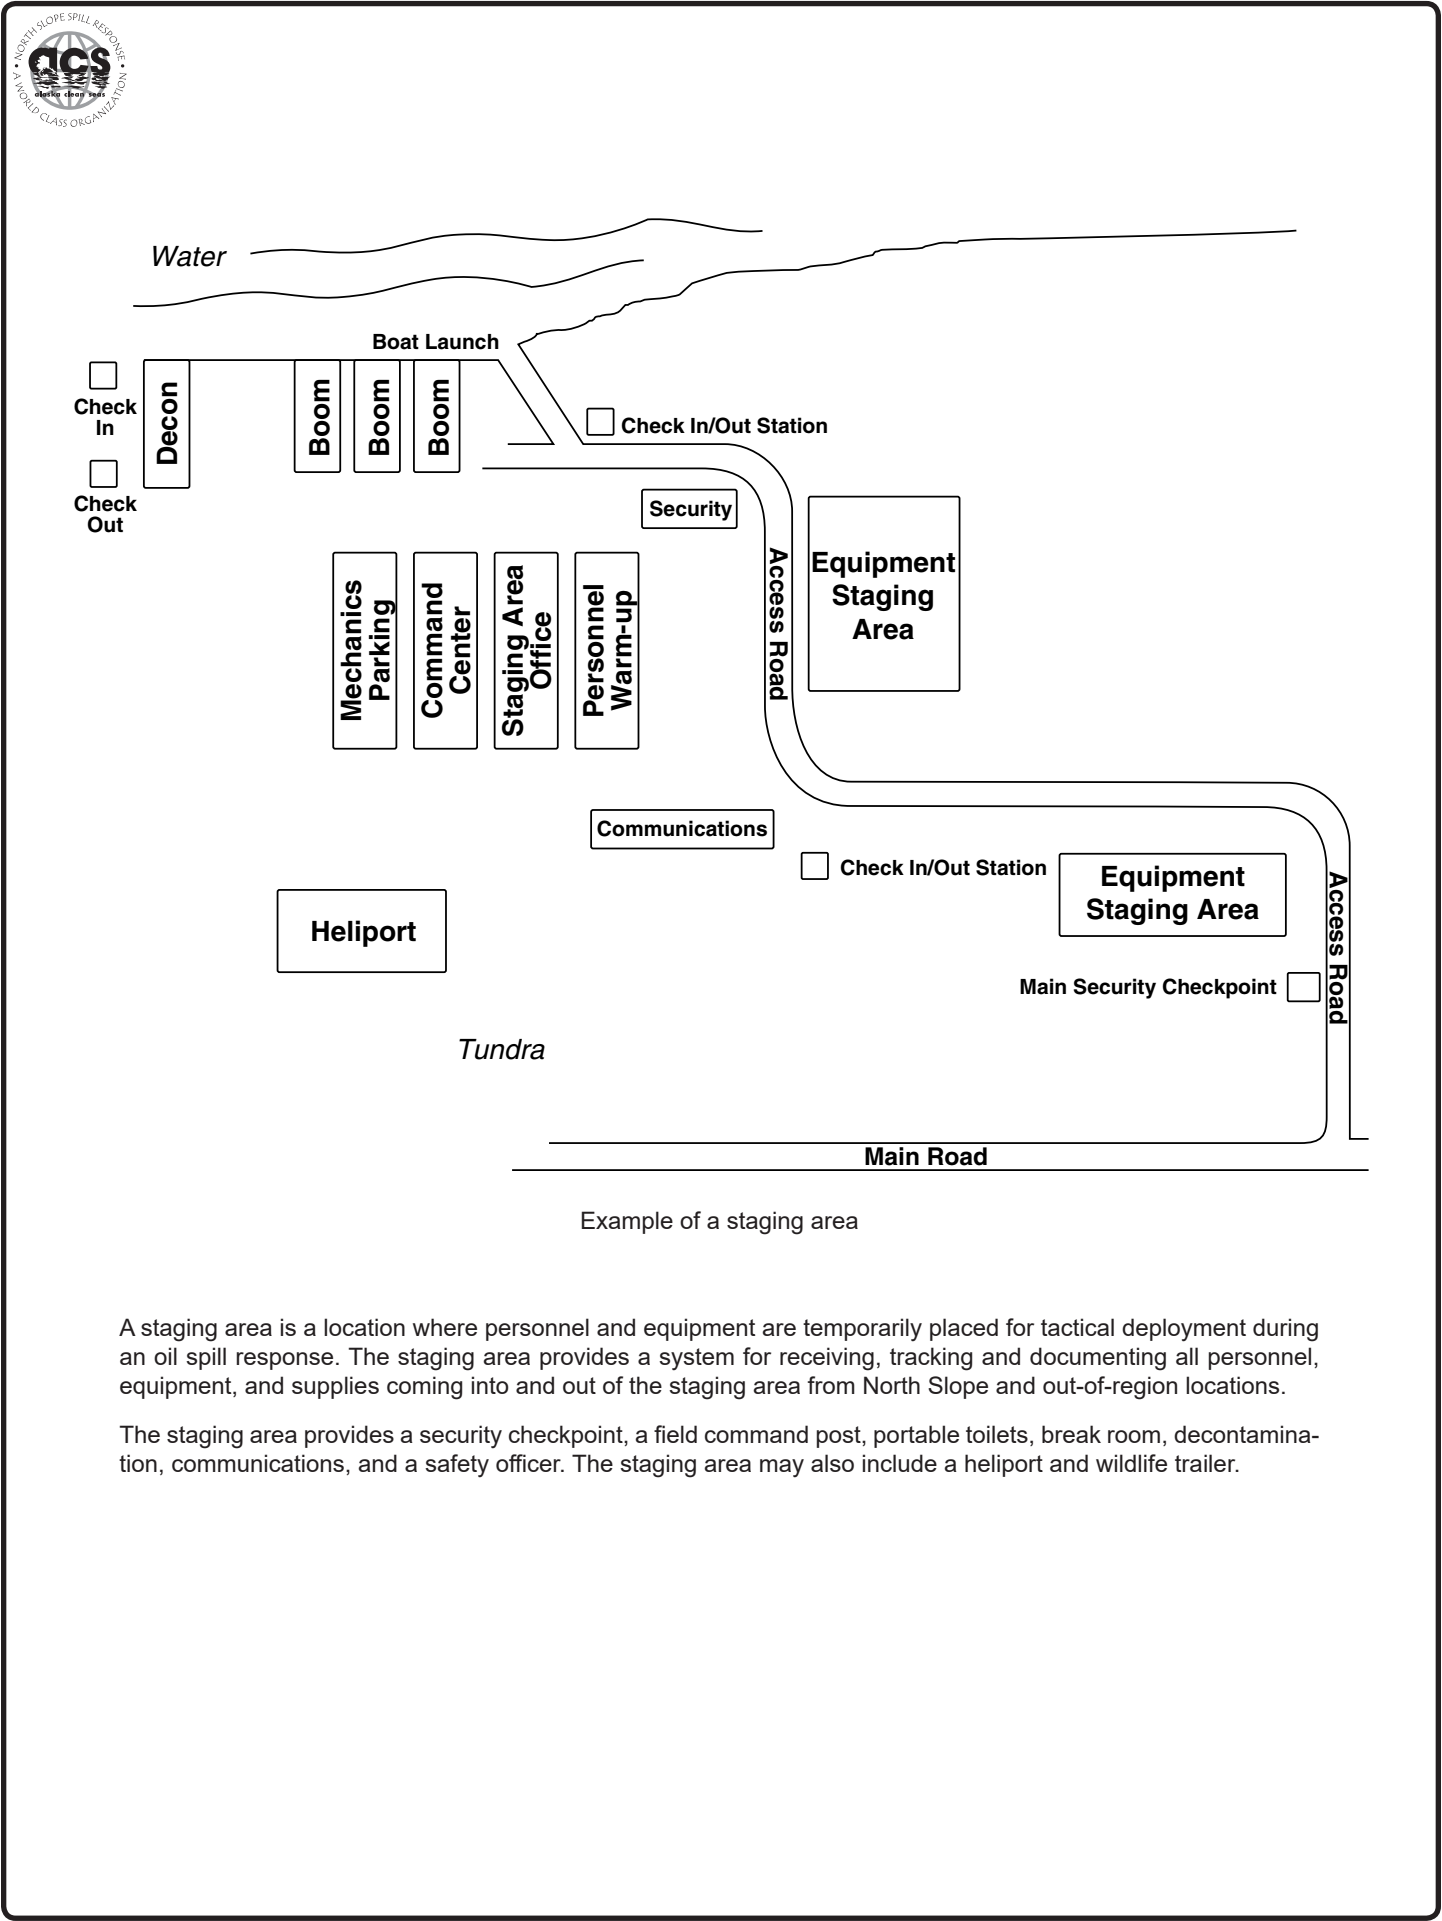 • NORTH SLOPE SPILL RESPONSE •
A WORLD CLASS ORGANIZATION
acs
alaska clean seas
Water
Boat Launch
Check
In
Decon
Boom
Boom
Boom
Check In/Out Station
Check
Out
Security
Mechanics
Parking
Command
Center
Staging Area
Office
Personnel
Warm-up
Access Road
Equipment
Staging
Area
Communications
Check In/Out Station
Equipment
Staging Area
Access Road
Heliport
Main Security Checkpoint
Tundra
Main Road
Example of a staging area
A staging area is a location where personnel and equipment are temporarily placed for tactical deployment during
an oil spill response. The staging area provides a system for receiving, tracking and documenting all personnel,
equipment, and supplies coming into and out of the staging area from North Slope and out-of-region locations.
The staging area provides a security checkpoint, a field command post, portable toilets, break room, decontamina-
tion, communications, and a safety officer. The staging area may also include a heliport and wildlife trailer.